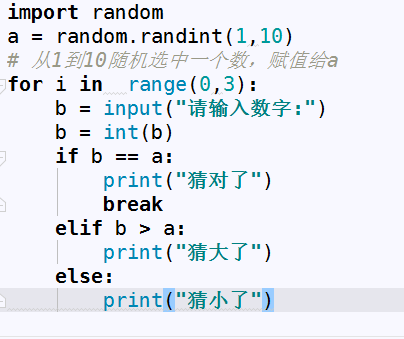 import random
a = random.randint(1,10)
# 从1到10随机选中一个数，赋值给a
for i in  range(0,3):
    b = input("请输入数字:")
    b = int(b)
    if b == a:
        print("猜对了")
        break
    elif b > a:
        print("猜大了")
    else:
        print("猜小了")